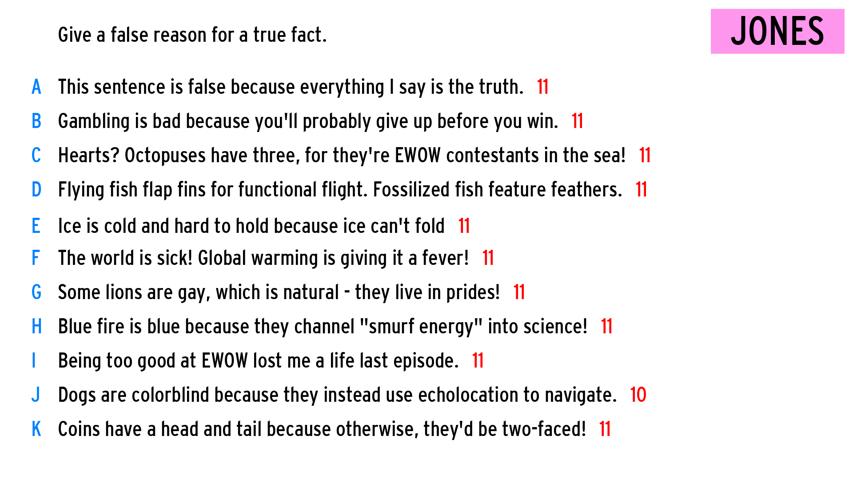 Give a false reason for a true fact.
JONES
A This sentence is false because everything I say is the truth. 11
B Gambling is bad because you'll probably give up before you win. 11
C Hearts? Octopuses have three, for they're EWOW contestants in the sea! 11
D Flying fish flap fins for functional flight. Fossilized fish feature feathers. 11
E Ice is cold and hard to hold because ice can't fold 11
F The world is sick! Global warming is giving it a fever! 11
G Some lions are gay, which is natural - they live in prides! 11
H Blue fire is blue because they channel "smurf energy" into science! 11
I Being too good at EWOW lost me a life last episode. 11
J Dogs are colorblind because they instead use echolocation to navigate. 10
K Coins have a head and tail because otherwise, they'd be two-faced! 11